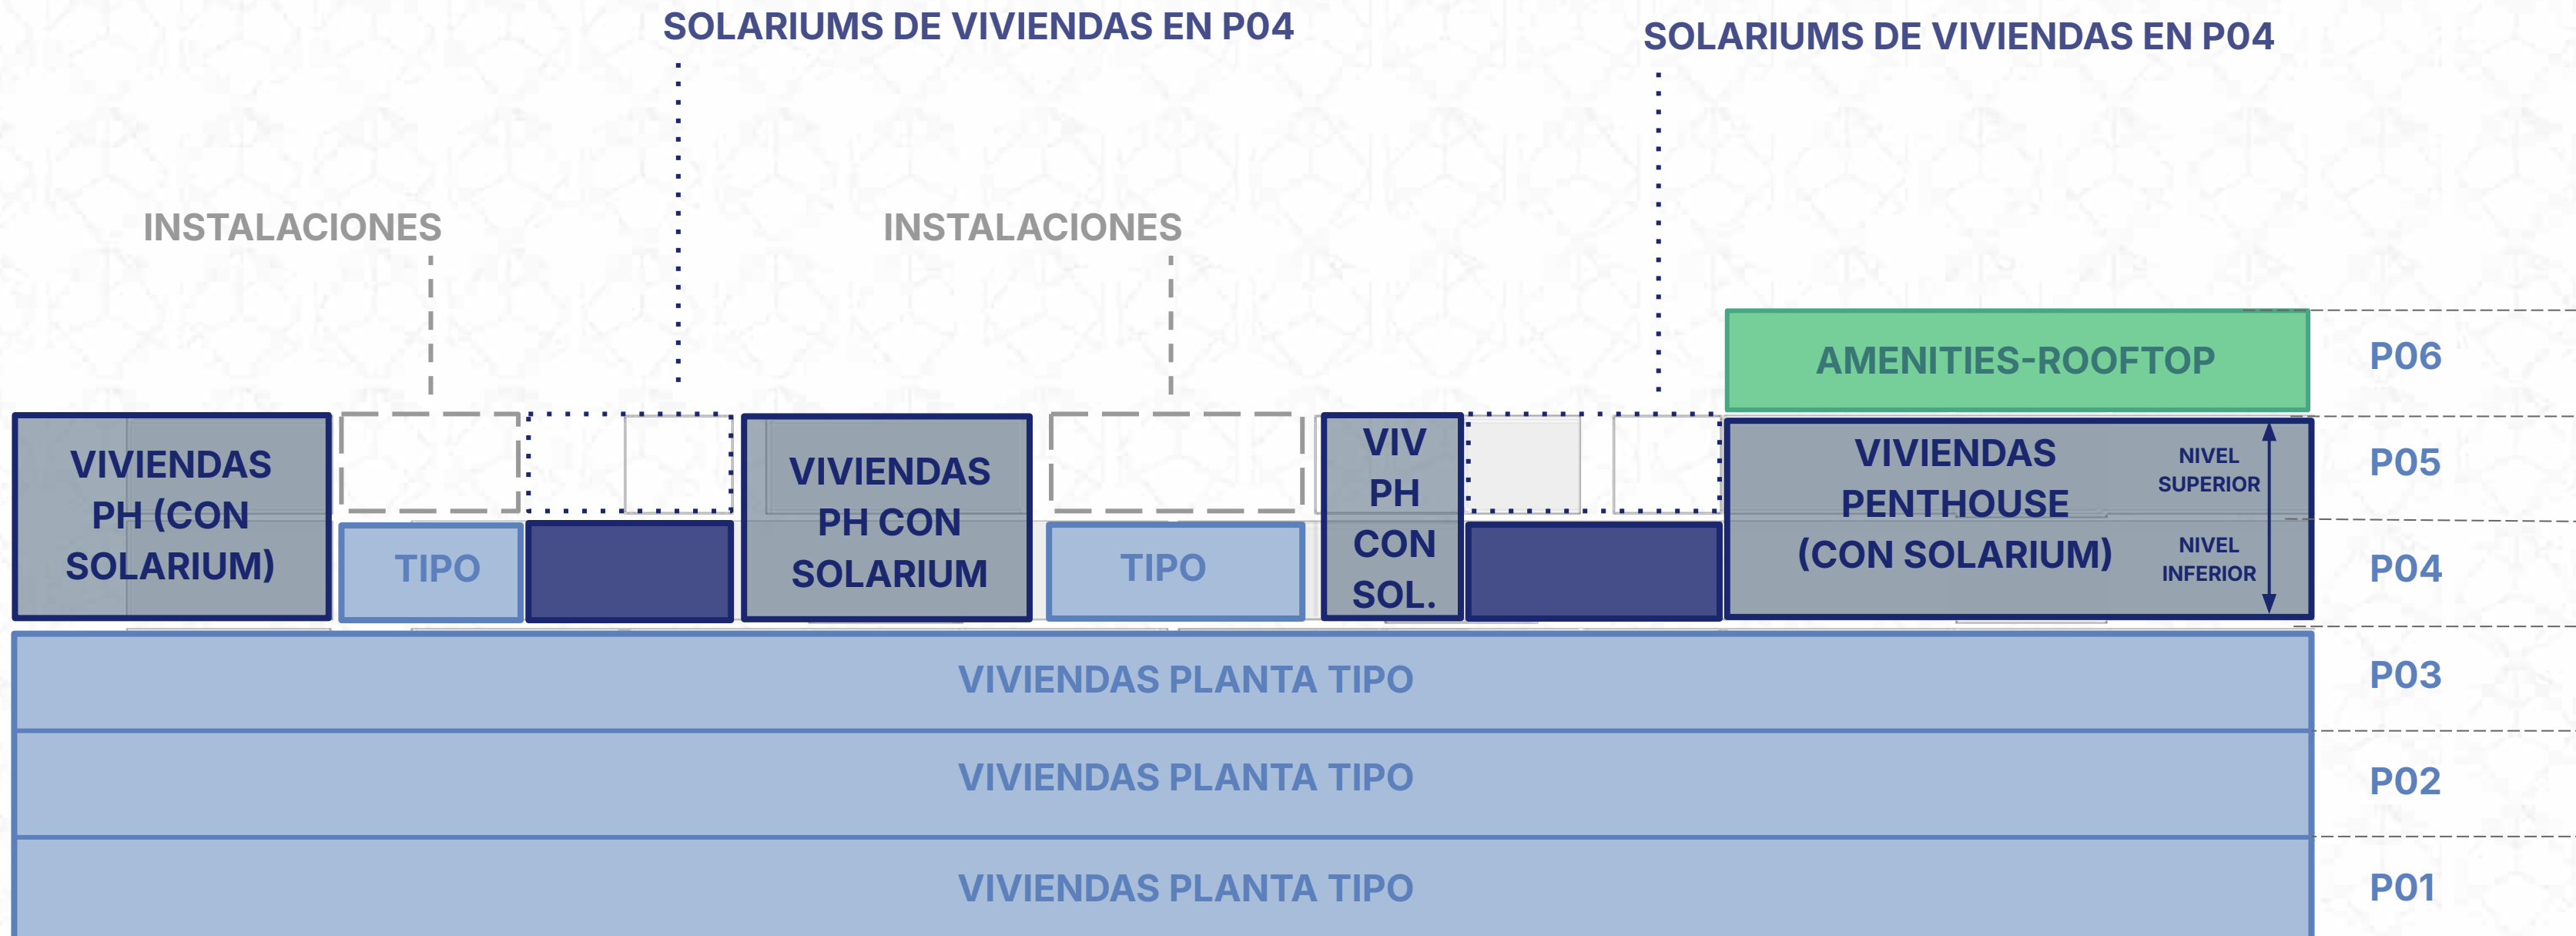 SOLARIUMS DE VIVIENDAS EN P04
SOLARIUMS DE VIVIENDAS EN P04
INSTALACIONES
INSTALACIONES
AMENITIES-ROOFTOP
P06
VIVIENDAS
PH (CON
SOLARIUM)
VIVIENDAS
PH CON
SOLARIUM
VIV
PH
CON
SOL.
VIVIENDAS
PENTHOUSE
(CON SOLARIUM)
NIVEL
SUPERIOR
NIVEL
INFERIOR
P05
TIPO
TIPO
P04
VIVIENDAS PLANTA TIPO
P03
VIVIENDAS PLANTA TIPO
P02
VIVIENDAS PLANTA TIPO
P01